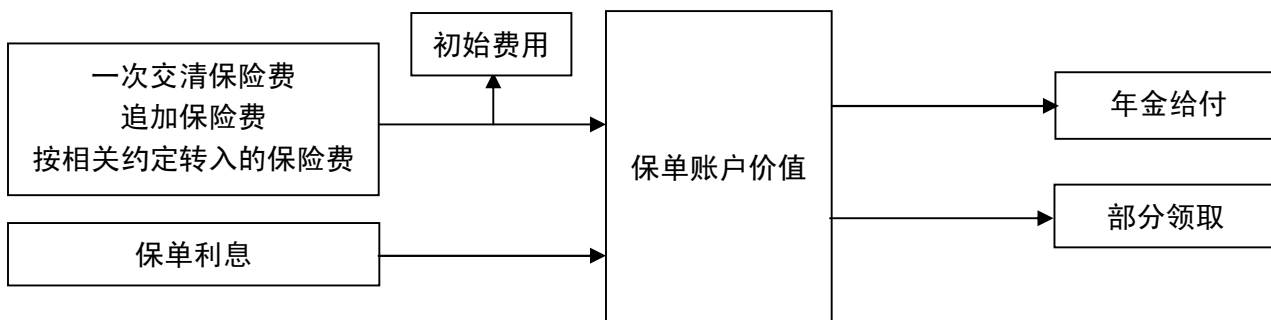 初始费用
一次交清保险费
追加保险费
按相关约定转入的保险费
保单利息
保单账户价值
年金给付
部分领取